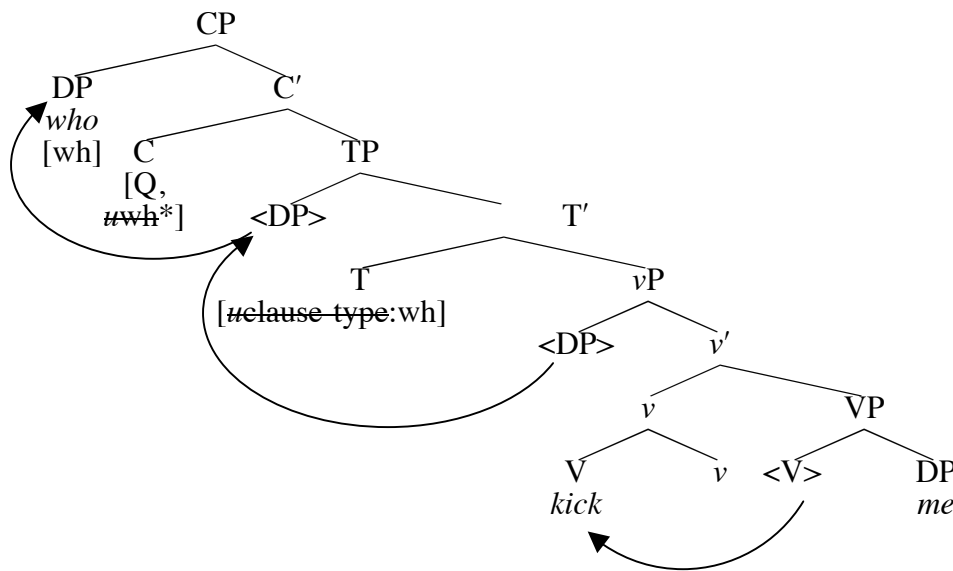 CP
DP C′
who
[wh] C TP
[Q,
uwh*] <DP> T′
T vP
[uclause type:wh]
<DP> v′
v VP
V v <V> DP
kick me